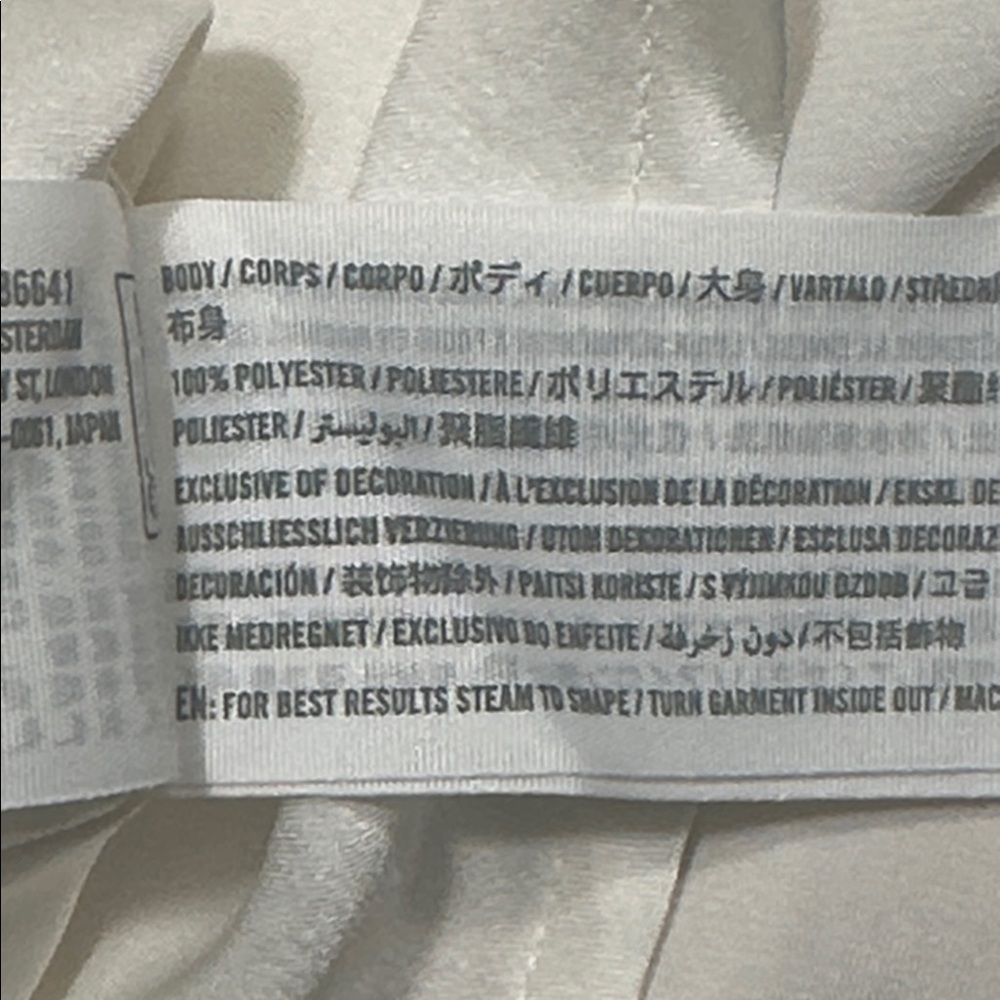 36641
ST, LONDON
-0061, JAPAN
BODY / CORPS / CORPO / ボディ / CUERPO / 大身 / VARTALO /
布身
100% POLYESTER / POLIESTERE / ポリエステル / POLIÉSTER / 聚酯
POLIESTER / البوليستر / 聚脂纖維
EXCLUSIVE OF DECORATION / À L'EXCLUSION DE LA DÉCORATION / EKSKL. DE
AUSSCHLIESSLICH VERZIERUNG / UTOM DEKORATIONER / ESCLUSA DECORAZ
DECORACIÓN / 装饰物除外 / PAITSI KORISTE / S VÝJIMKOU OZDOB / 고급
IKKE MEDREGNET / EXCLUSIVO DO ENFEITE / دون زخرفة / 不包括飾物
EN: FOR BEST RESULTS STEAM TO SHAPE / TURN GARMENT INSIDE OUT / MAC